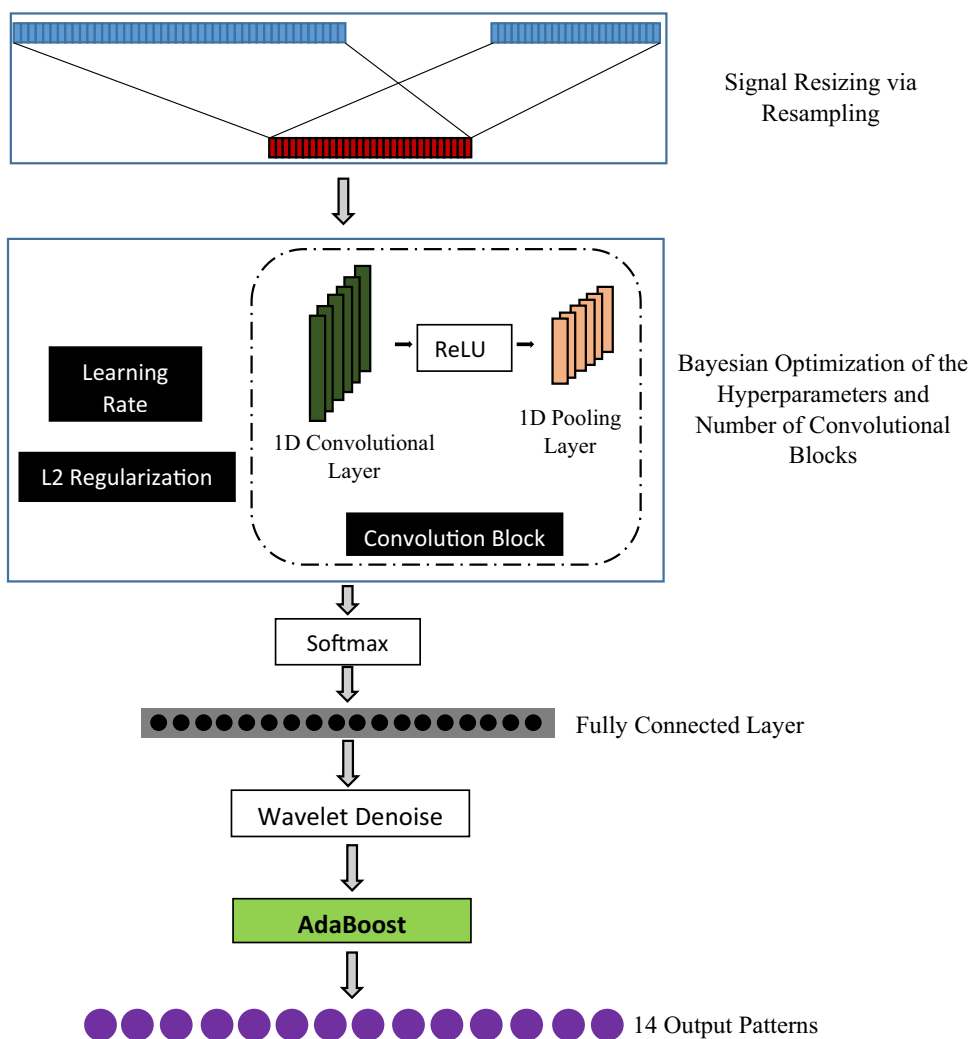 Signal Resizing via
Resampling
Learning
Rate
L2 Regularization
ReLU
1D Convolutional
Layer
1D Pooling
Layer
Convolution Block
Bayesian Optimization of the
Hyperparameters and
Number of Convolutional
Blocks
Softmax
Fully Connected Layer
Wavelet Denoise
AdaBoost
14 Output Patterns